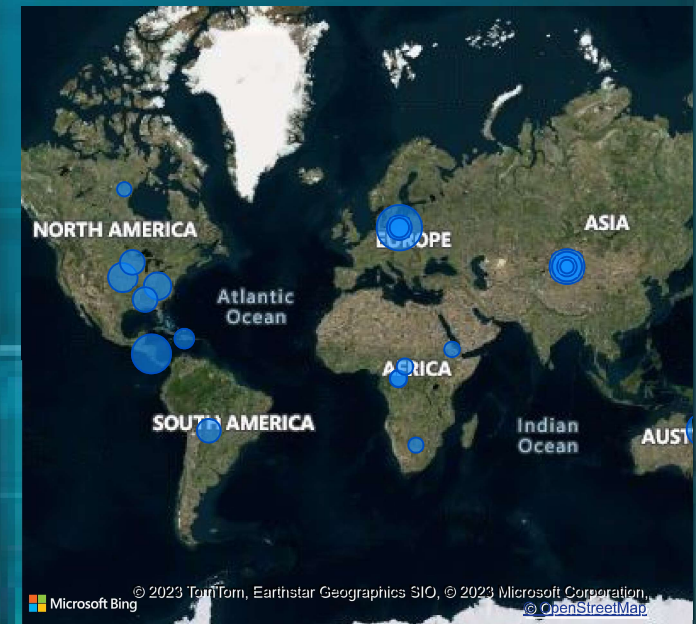 NORTH AMERICA
ASIA
EUROPE
Atlantic
Ocean
AFRICA
SOUTH AMERICA
Indian
Ocean
AUST
Microsoft Bing
© 2023 TomTom, Earthstar Geographics SIO, © 2023 Microsoft Corporation,
© OpenStreetMap